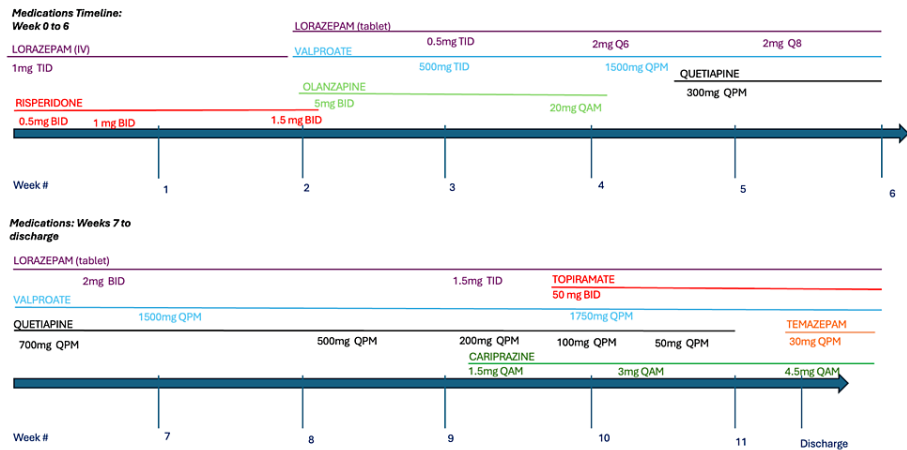 Medications Timeline:
Week 0 to 6
LORAZEPAM (tablet)
0.5mg TID 2mg Q6 2mg Q8
LORAZEPAM (IV)
1mg TID
VALPROATE
500mg TID 1500mg QPM
QUETIAPINE
300mg QPM
OLANZAPINE
5mg BID 20mg QAM
RISPERIDONE
0.5mg BID 1 mg BID 1.5 mg BID
Week # 1 2 3 4 5 6
Medications: Weeks 7 to
discharge
LORAZEPAM (tablet)
2mg BID 1.5mg TID
TOPIRAMATE
50 mg BID
VALPROATE
1500mg QPM 1750mg QPM
QUETIAPINE
700mg QPM 500mg QPM 200mg QPM 100mg QPM 50mg QPM
TEMAZEPAM
30mg QPM
CARIPRAZINE
1.5mg QAM 3mg QAM 4.5mg QAM
Week # 7 8 9 10 11 Discharge